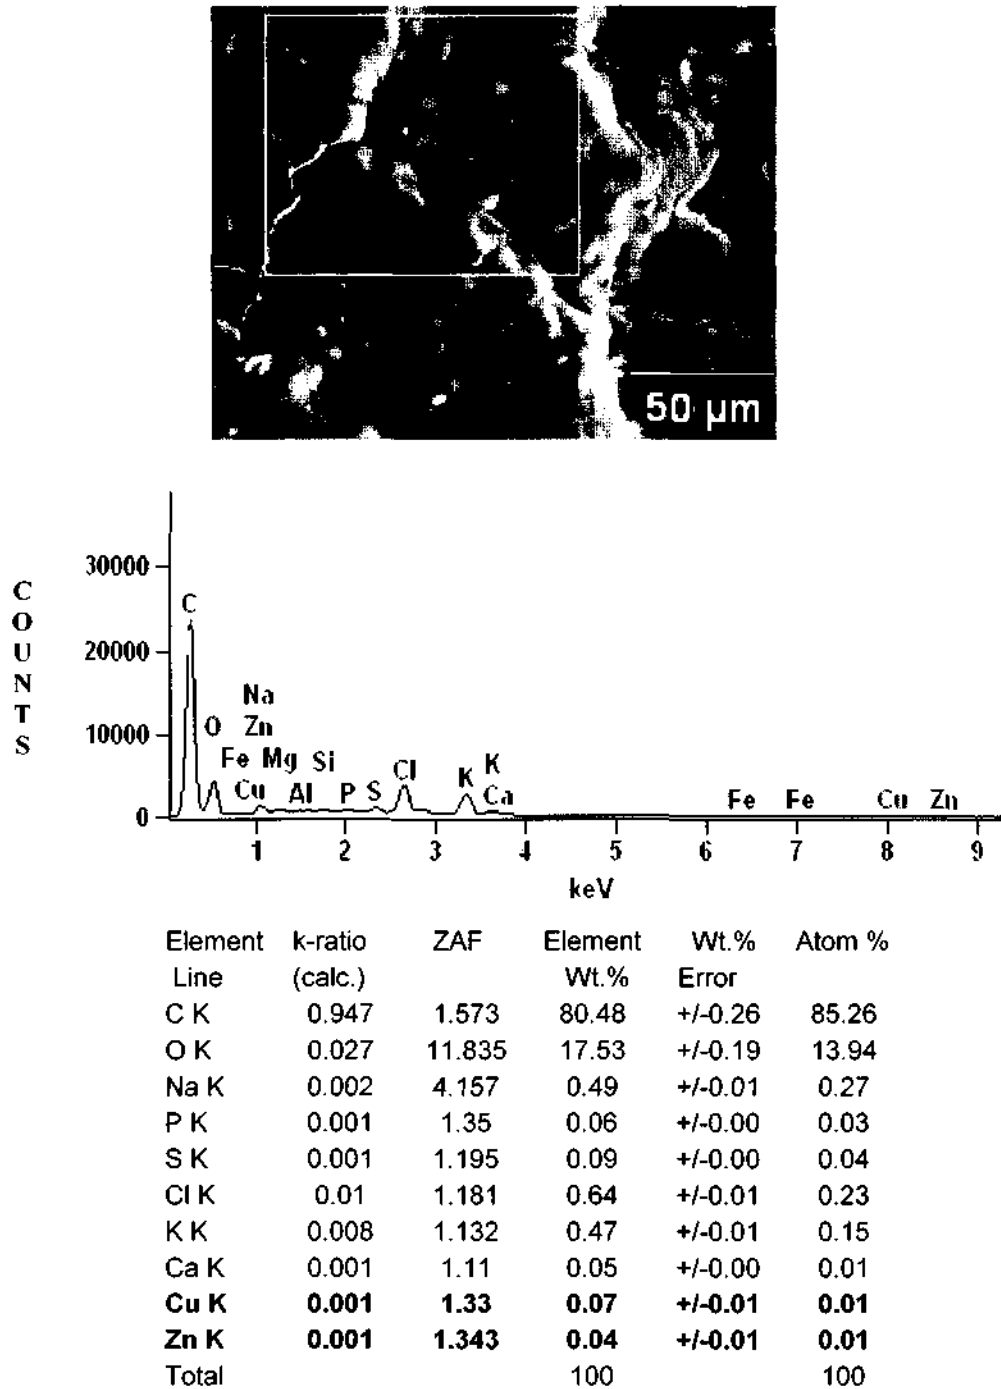 50 µm
COUNTS
30000
20000
10000
0
C
O
Na
Zn
Fe Mg Si
Cu Al P S
Cl
K K
Ca
Fe Fe Cu Zn
1 2 3 4 5 6 7 8 9
keV
Element k-ratio ZAF Element Wt.% Atom %
Line (calc.) Wt.% Error
C K 0.947 1.573 80.48 +/-0.26 85.26
O K 0.027 11.835 17.53 +/-0.19 13.94
Na K 0.002 4.157 0.49 +/-0.01 0.27
P K 0.001 1.35 0.06 +/-0.00 0.03
S K 0.001 1.195 0.09 +/-0.00 0.04
Cl K 0.01 1.181 0.64 +/-0.01 0.23
K K 0.008 1.132 0.47 +/-0.01 0.15
Ca K 0.001 1.11 0.05 +/-0.00 0.01
Cu K 0.001 1.33 0.07 +/-0.01 0.01
Zn K 0.001 1.343 0.04 +/-0.01 0.01
Total 100 100